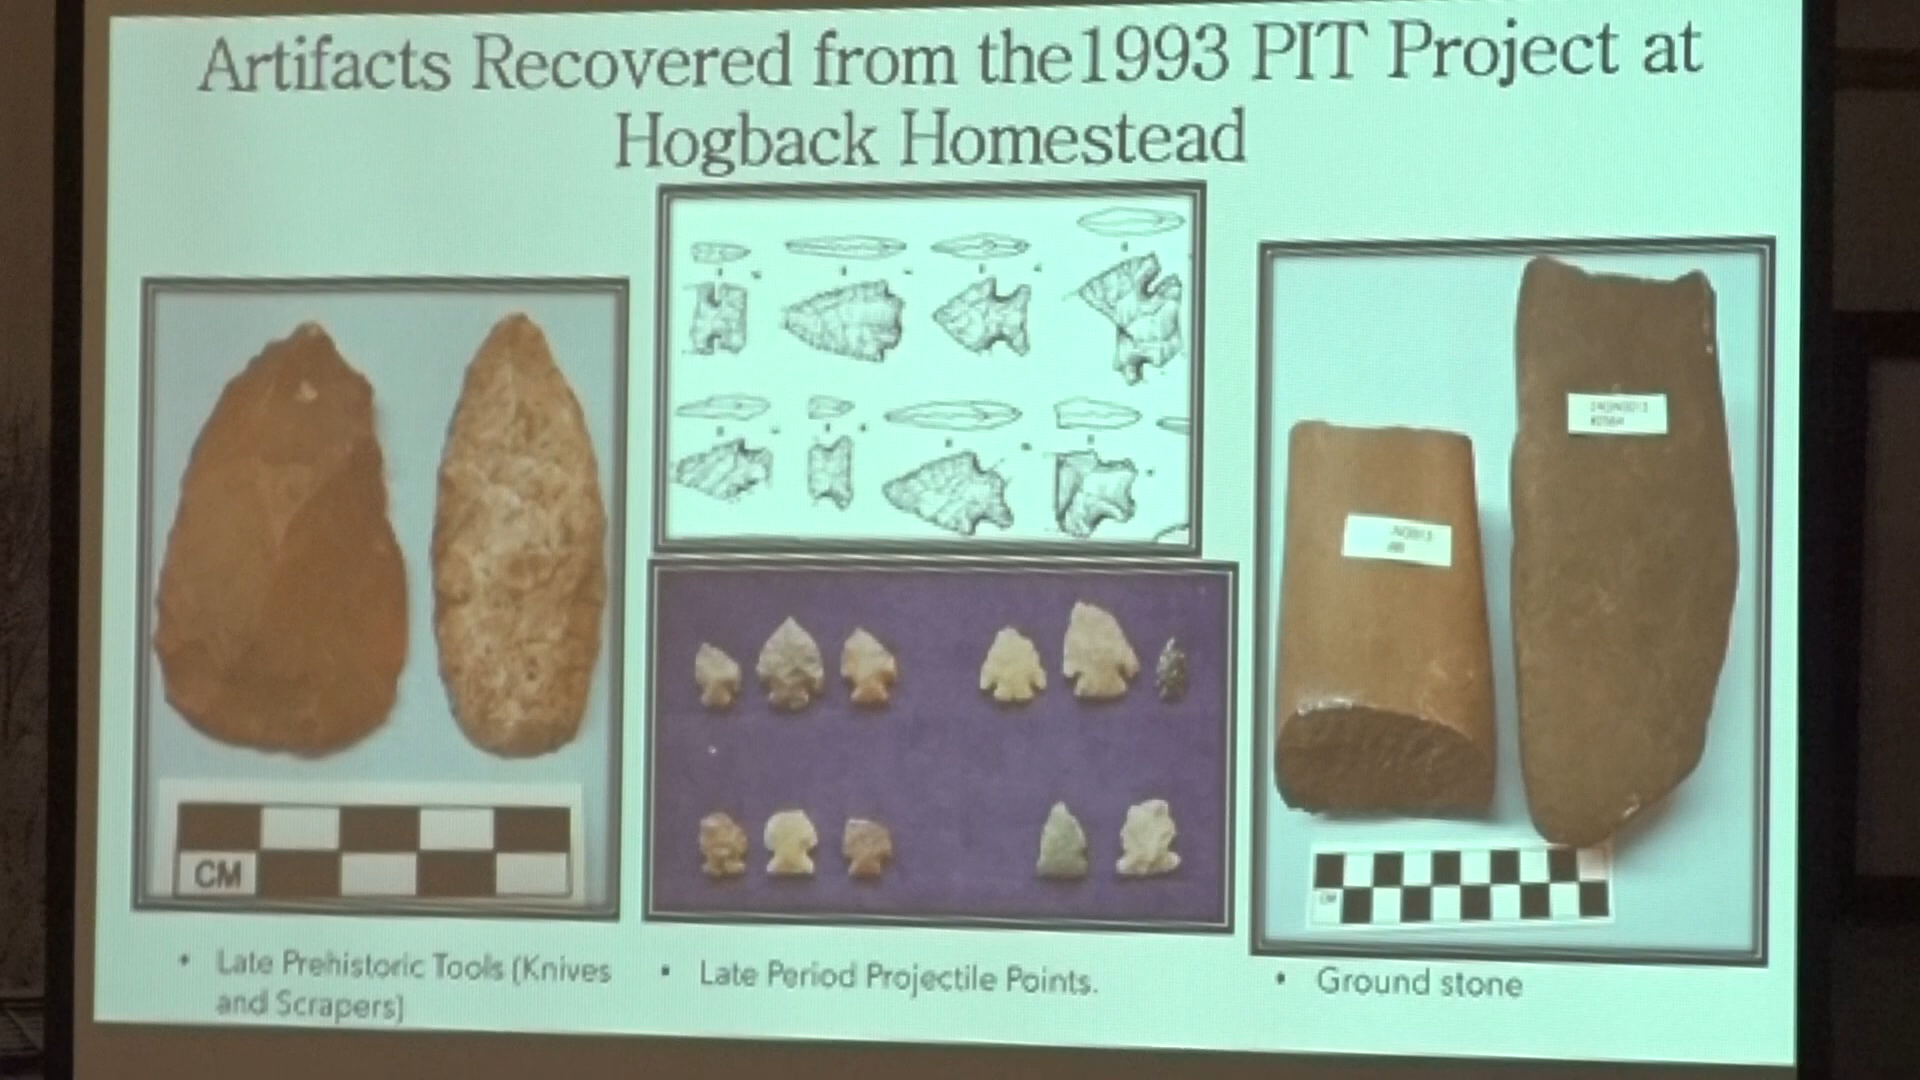 Artifacts Recovered from the1993 PIT Project at
Hogback Homestead
CM
CM
• Late Prehistoric Tools (Knives
and Scrapers)
• Late Period Projectile Points.
• Ground stone